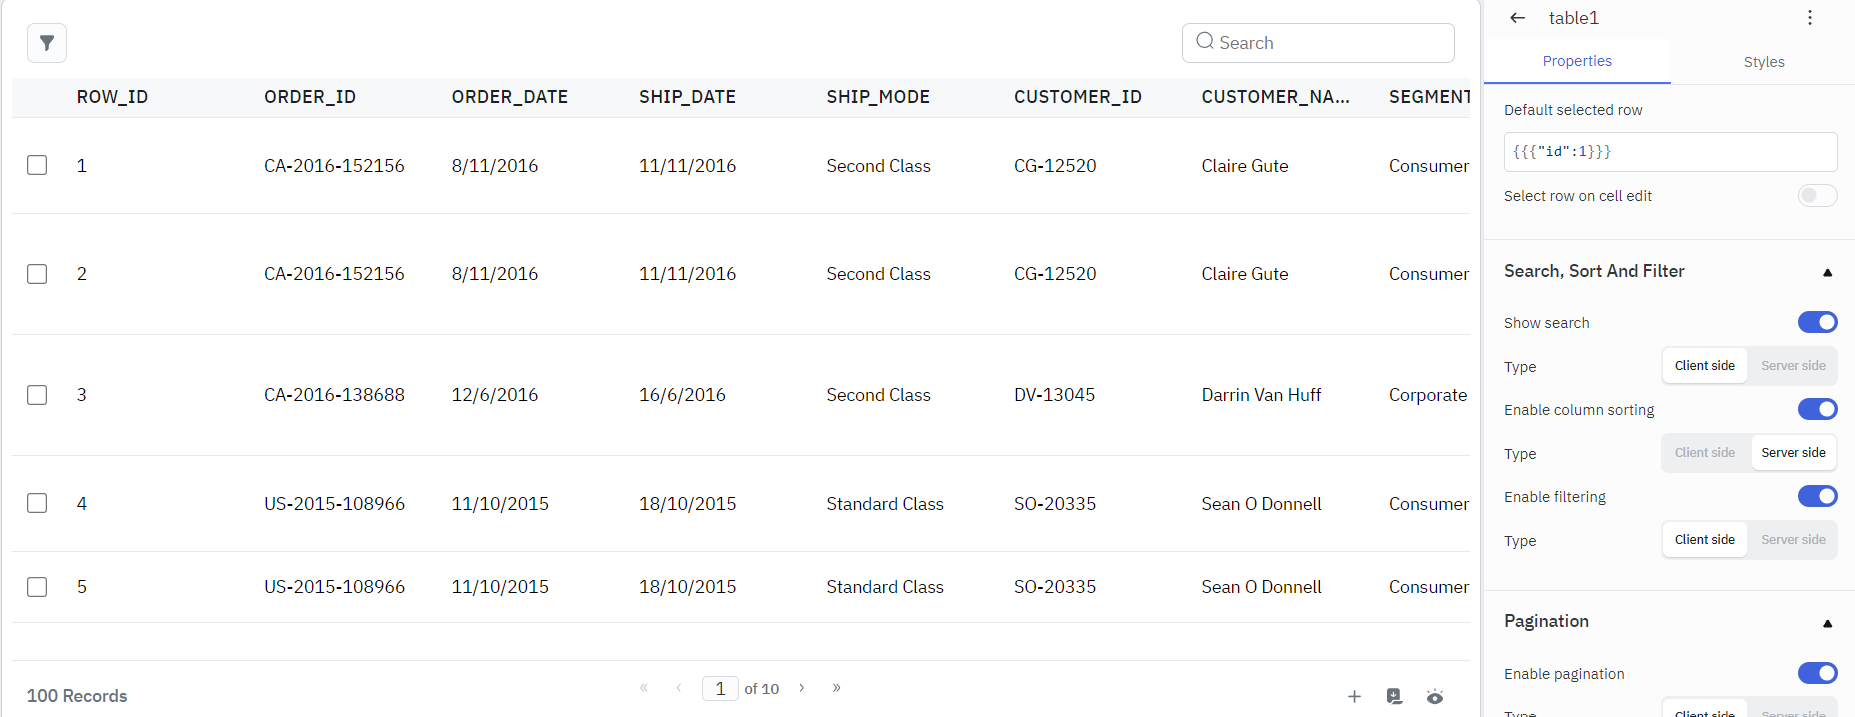 Search
ROW_ID ORDER_ID ORDER_DATE SHIP_DATE SHIP_MODE CUSTOMER_ID CUSTOMER_NA... SEGMENT
1 CA-2016-152156 8/11/2016 11/11/2016 Second Class CG-12520 Claire Gute Consumer
2 CA-2016-152156 8/11/2016 11/11/2016 Second Class CG-12520 Claire Gute Consumer
3 CA-2016-138688 12/6/2016 16/6/2016 Second Class DV-13045 Darrin Van Huff Corporate
4 US-2015-108966 11/10/2015 18/10/2015 Standard Class SO-20335 Sean O Donnell Consumer
5 US-2015-108966 11/10/2015 18/10/2015 Standard Class SO-20335 Sean O Donnell Consumer
100 Records
« ‹ 1 of 10 › »
table1
Properties Styles
Default selected row
{{{"id":1}}}
Select row on cell edit
Search, Sort And Filter
Show search
Type Client side Server side
Enable column sorting
Type Client side Server side
Enable filtering
Type Client side Server side
Pagination
Enable pagination
Type Client side Server side